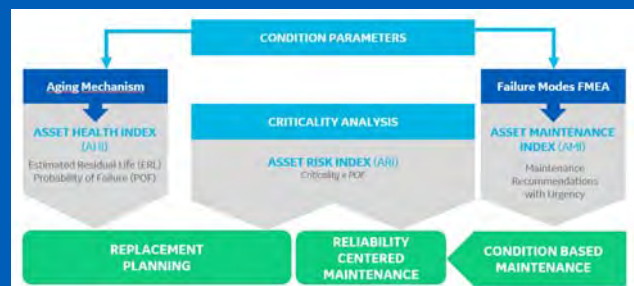 CONDITION PARAMETERS
Aging Mechanism
Failure Modes FMEA
CRITICALITY ANALYSIS
ASSET HEALTH INDEX
(AHI)
Estimated Residual Life (ERL)
Probability of Failure (POF)
ASSET RISK INDEX (ARI)
Criticality x POF
ASSET MAINTENANCE
INDEX (AMI)
Maintenance
Recommendations
with Urgency
REPLACEMENT
PLANNING
RELIABILITY
CENTERED
MAINTENANCE
CONDITION BASED
MAINTENANCE